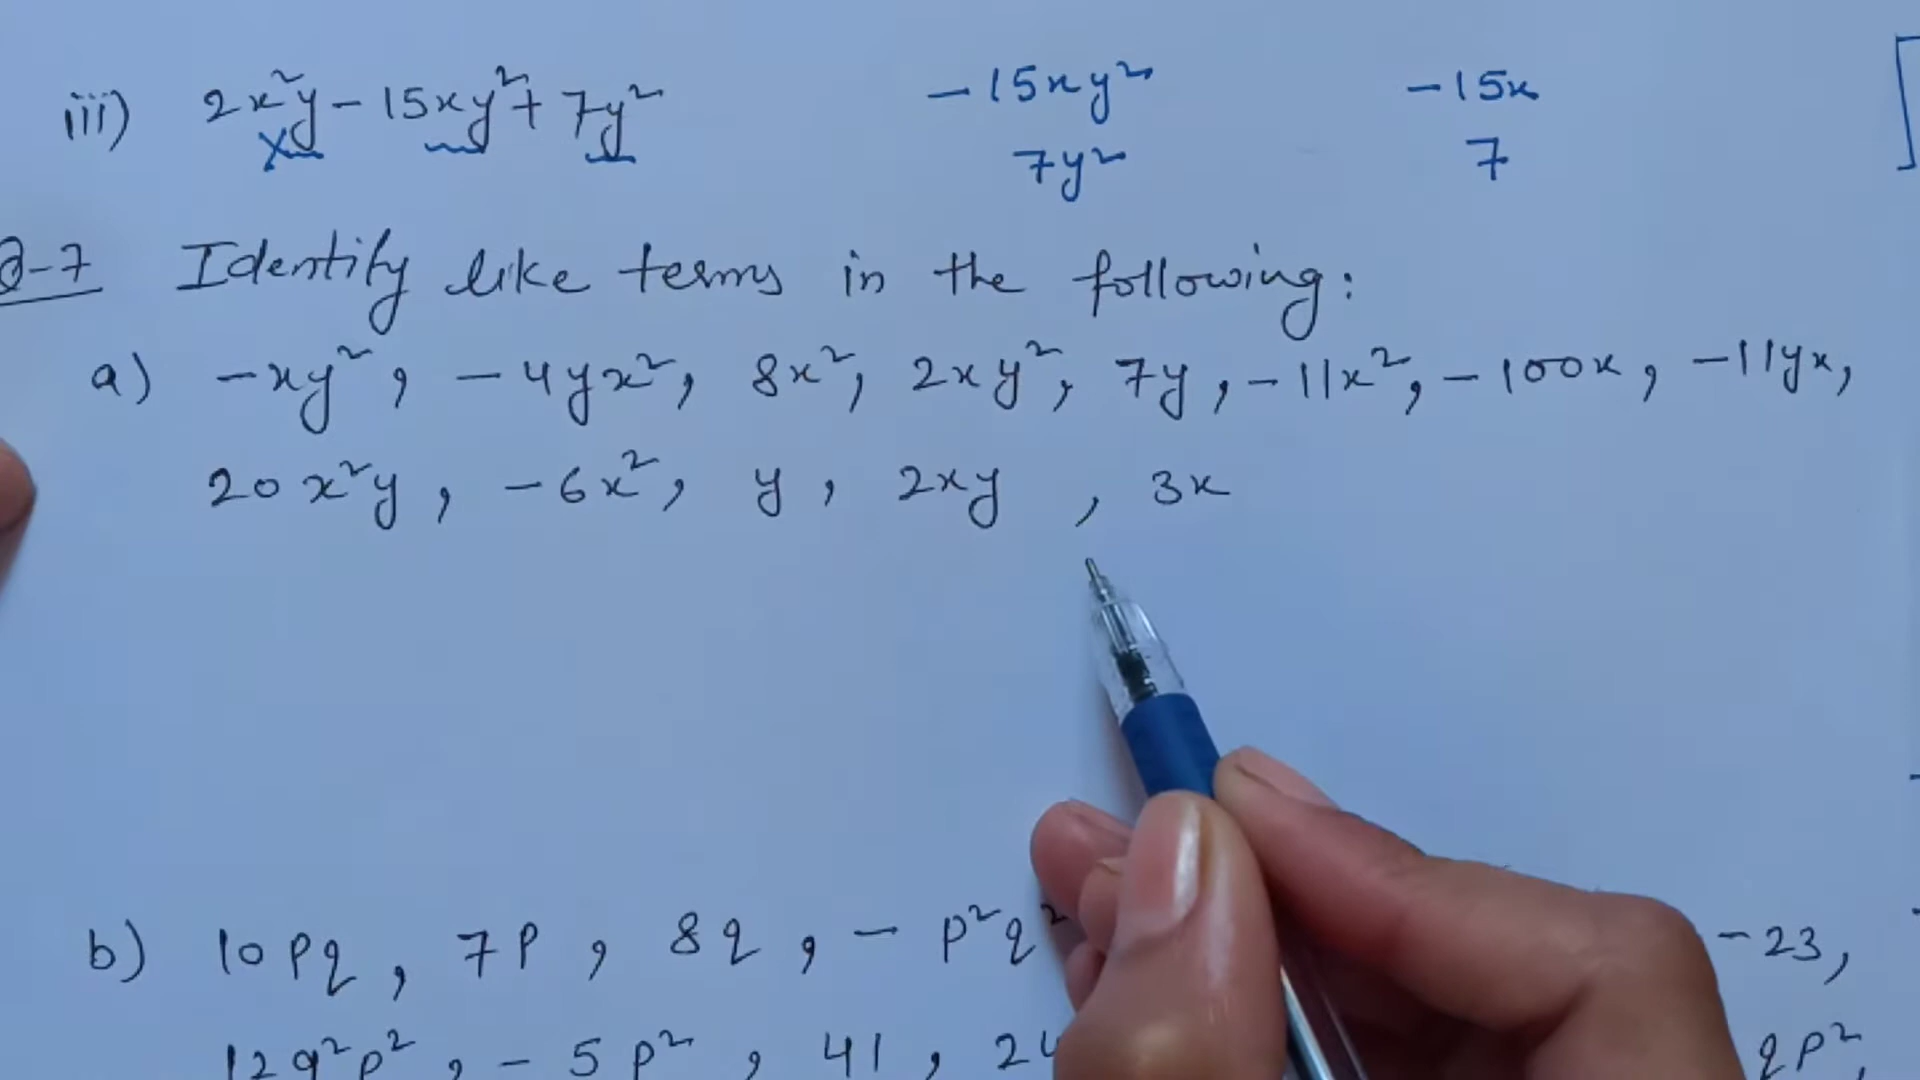 iii) 2x²y - 15xy² + 7y² -15xy² -15x
7y² 7
Q-7 Identify like terms in the following:
a) -xy², -4yx², 8x², 2xy², 7y, -11x², -100x, -11yx,
20x²y, -6x², y, 2xy, 3x
b) 10pq, 7p, 8q, -p²q² -23,
12q²p², -5p², 41, 2 qp²,